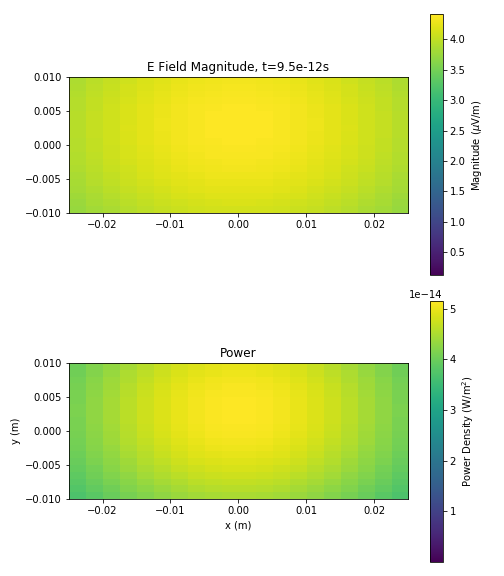 E Field Magnitude, t=9.5e-12s
0.010
0.005
0.000
−0.005
−0.010
−0.02 −0.01 0.00 0.01 0.02
4.0
3.5
3.0
2.5
2.0
1.5
1.0
0.5
Magnitude (μV/m)
Power
0.010
0.005
0.000
−0.005
−0.010
y (m)
−0.02 −0.01 0.00 0.01 0.02
x (m)
1e−14
5
4
3
2
1
Power Density (W/m²)